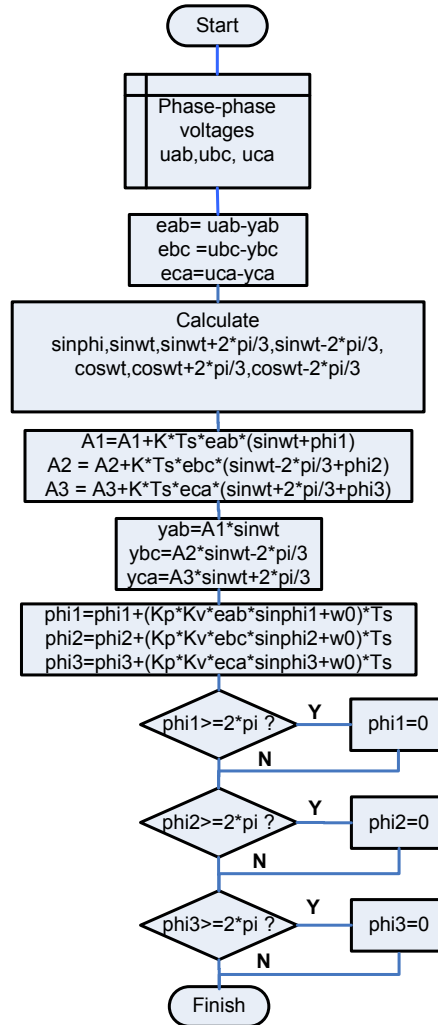 Start
Phase-phase
voltages
uab,ubc, uca
eab= uab-yab
ebc =ubc-ybc
eca=uca-yca
Calculate
sinphi,sinwt,sinwt+2*pi/3,sinwt-2*pi/3,
coswt,coswt+2*pi/3,coswt-2*pi/3
A1=A1+K*Ts*eab*(sinwt+phi1)
A2 = A2+K*Ts*ebc*(sinwt-2*pi/3+phi2)
A3 = A3+K*Ts*eca*(sinwt+2*pi/3+phi3)
yab=A1*sinwt
ybc=A2*sinwt-2*pi/3
yca=A3*sinwt+2*pi/3
phi1=phi1+(Kp*Kv*eab*sinphi1+w0)*Ts
phi2=phi2+(Kp*Kv*ebc*sinphi2+w0)*Ts
phi3=phi3+(Kp*Kv*eca*sinphi3+w0)*Ts
phi1>=2*pi ?
Y
phi1=0
N
phi2>=2*pi ?
Y
phi2=0
N
phi3>=2*pi ?
Y
phi3=0
N
Finish